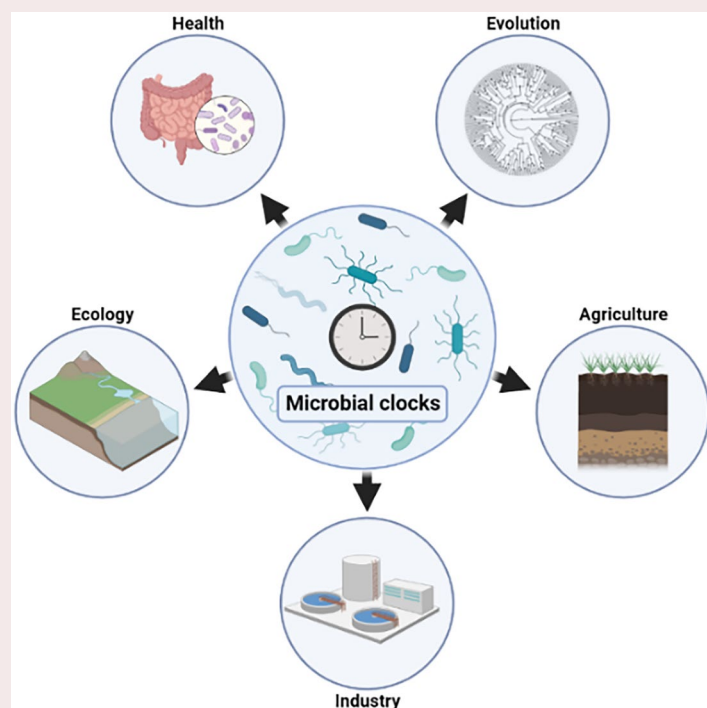 Health
Evolution
Ecology
Agriculture
Microbial clocks
Industry